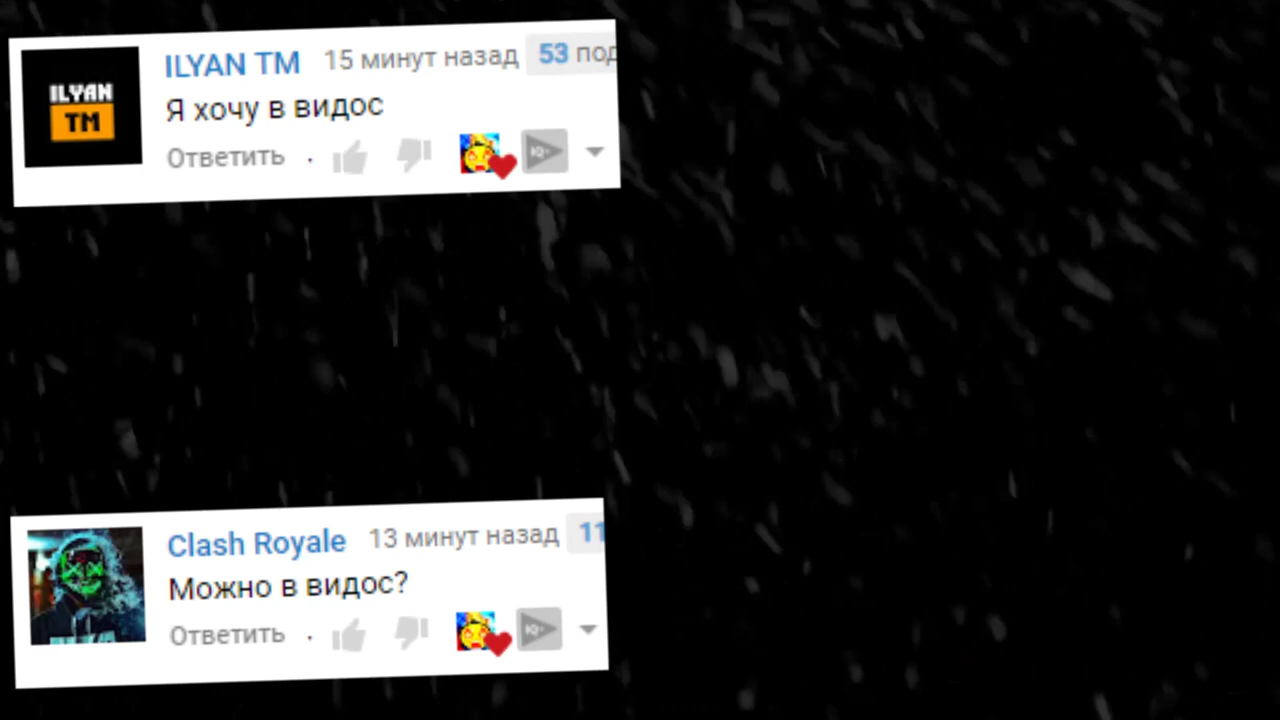 ILYAN TM 15 минут назад 53 под
Я хочу в видос
Ответить
ILYAN
TM
Clash Royale 13 минут назад 11
Можно в видос?
Ответить